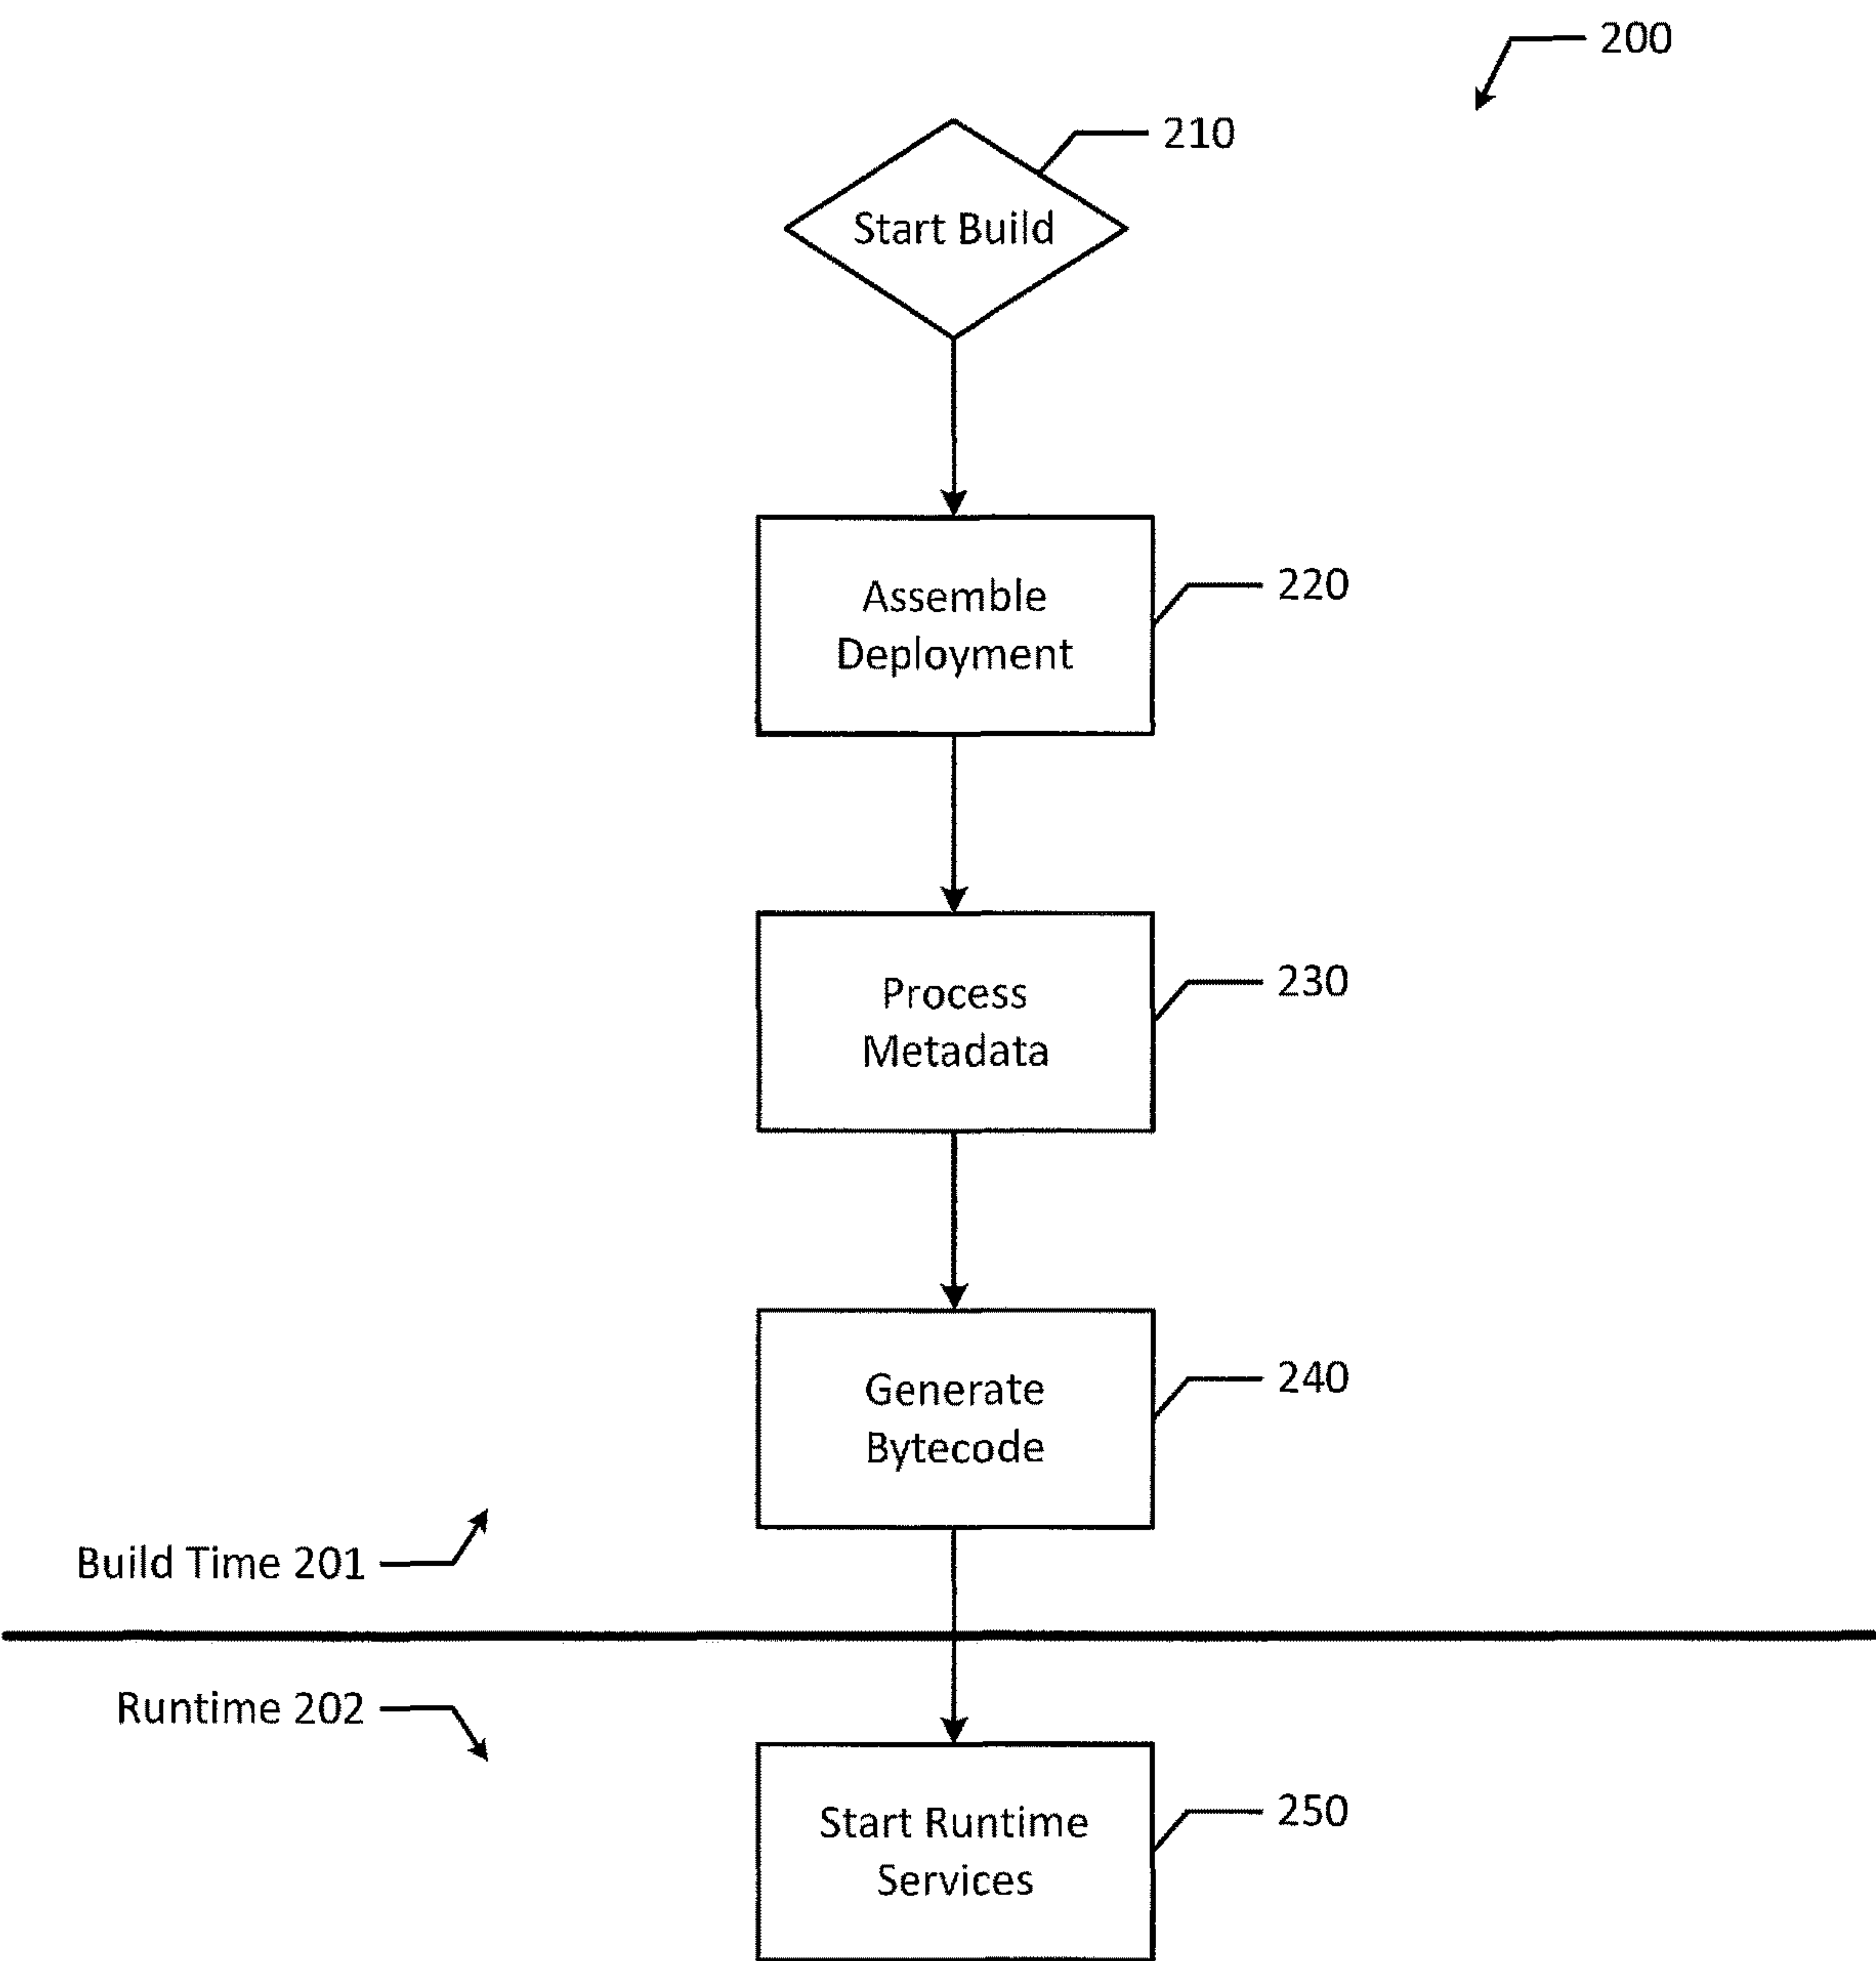 200
210
Start Build
220
Assemble
Deployment
230
Process
Metadata
240
Generate
Bytecode
Build Time 201
Runtime 202
250
Start Runtime
Services